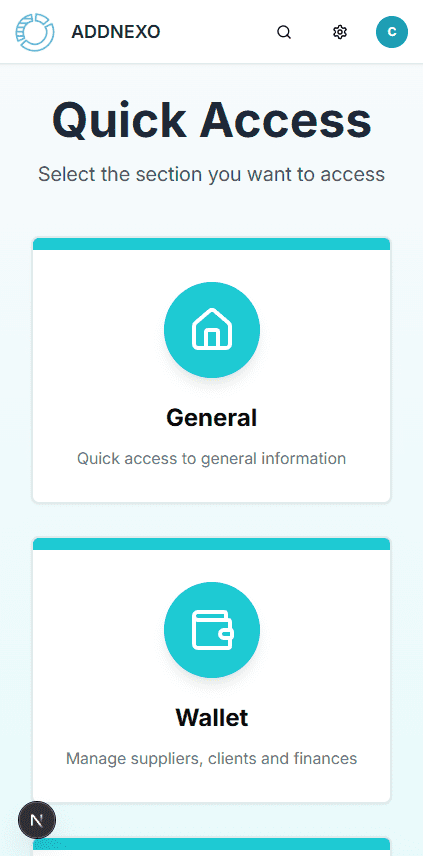 ADDNEXO
C
Quick Access
Select the section you want to access
General
Quick access to general information
Wallet
Manage suppliers, clients and finances
N